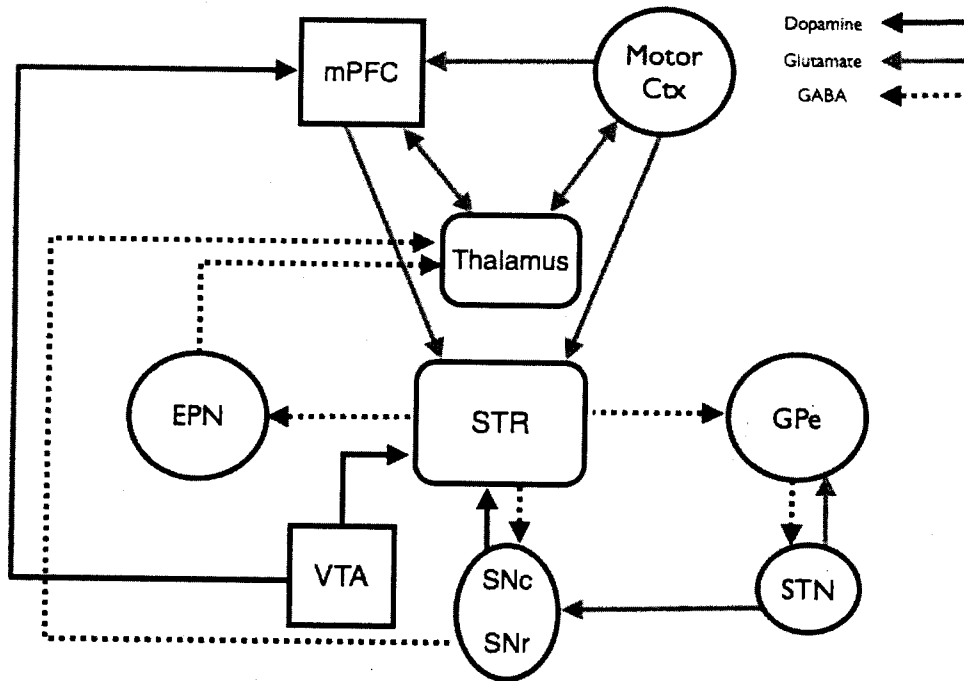 Dopamine
Glutamate
GABA
mPFC
Motor
Ctx
Thalamus
EPN
STR
GPe
VTA
SNc
SNr
STN